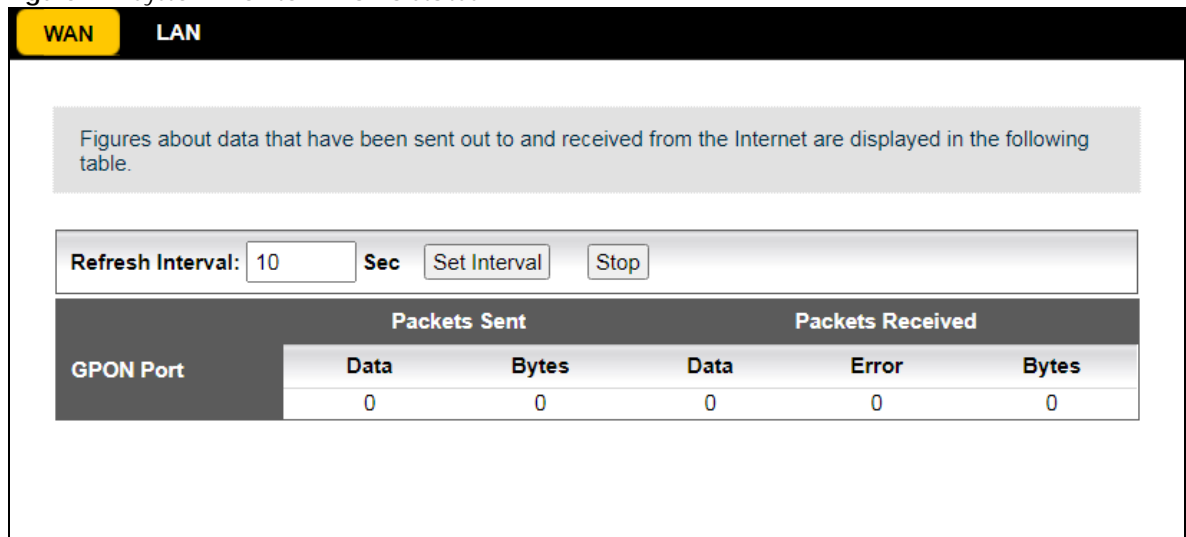 WAN LAN
Figures about data that have been sent out to and received from the Internet are displayed in the following
table.
Refresh Interval: 10 Sec Set Interval Stop
Packets Sent Packets Received
GPON Port Data Bytes Data Error Bytes
0 0 0 0 0